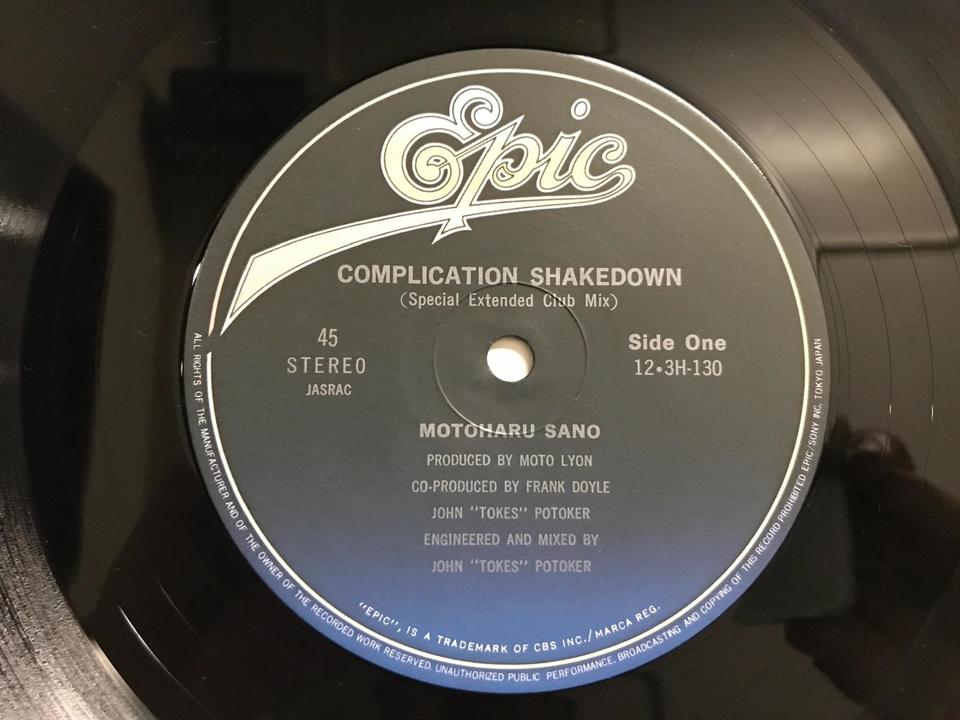 Epic
COMPLICATION SHAKEDOWN
(Special Extended Club Mix)
45
STEREO
JASRAC
Side One
12•3H-130
MOTOHARU SANO
PRODUCED BY MOTO LYON
CO-PRODUCED BY FRANK DOYLE
JOHN "TOKES" POTOKER
ENGINEERED AND MIXED BY
JOHN "TOKES" POTOKER
"EPIC", IS A TRADEMARK OF CBS INC./MARCA REG.
ALL RIGHTS OF THE MANUFACTURER AND OF THE OWNER OF THE RECORDED WORK RESERVED. UNAUTHORIZED PUBLIC PERFORMANCE, BROADCASTING AND COPYING OF THIS RECORD PROHIBITED EPIC/SONY INC. TOKYO JAPAN